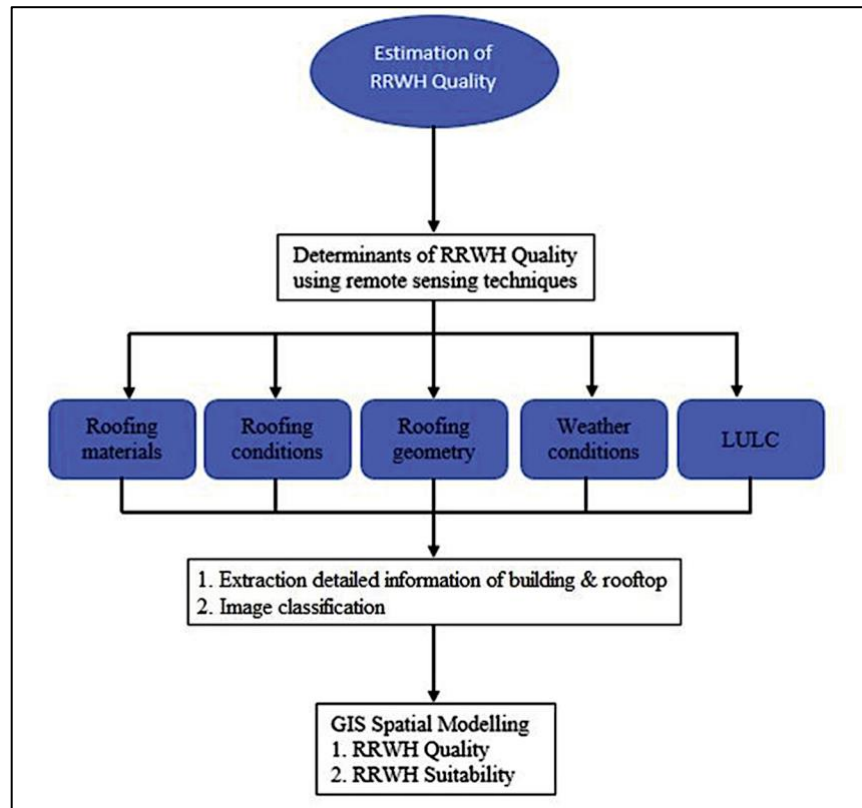 Estimation of
RRWH Quality
Determinants of RRWH Quality
using remote sensing techniques
Roofing
materials
Roofing
conditions
Roofing
geometry
Weather
conditions
LULC
1. Extraction detailed information of building & rooftop
2. Image classification
GIS Spatial Modelling
1. RRWH Quality
2. RRWH Suitability